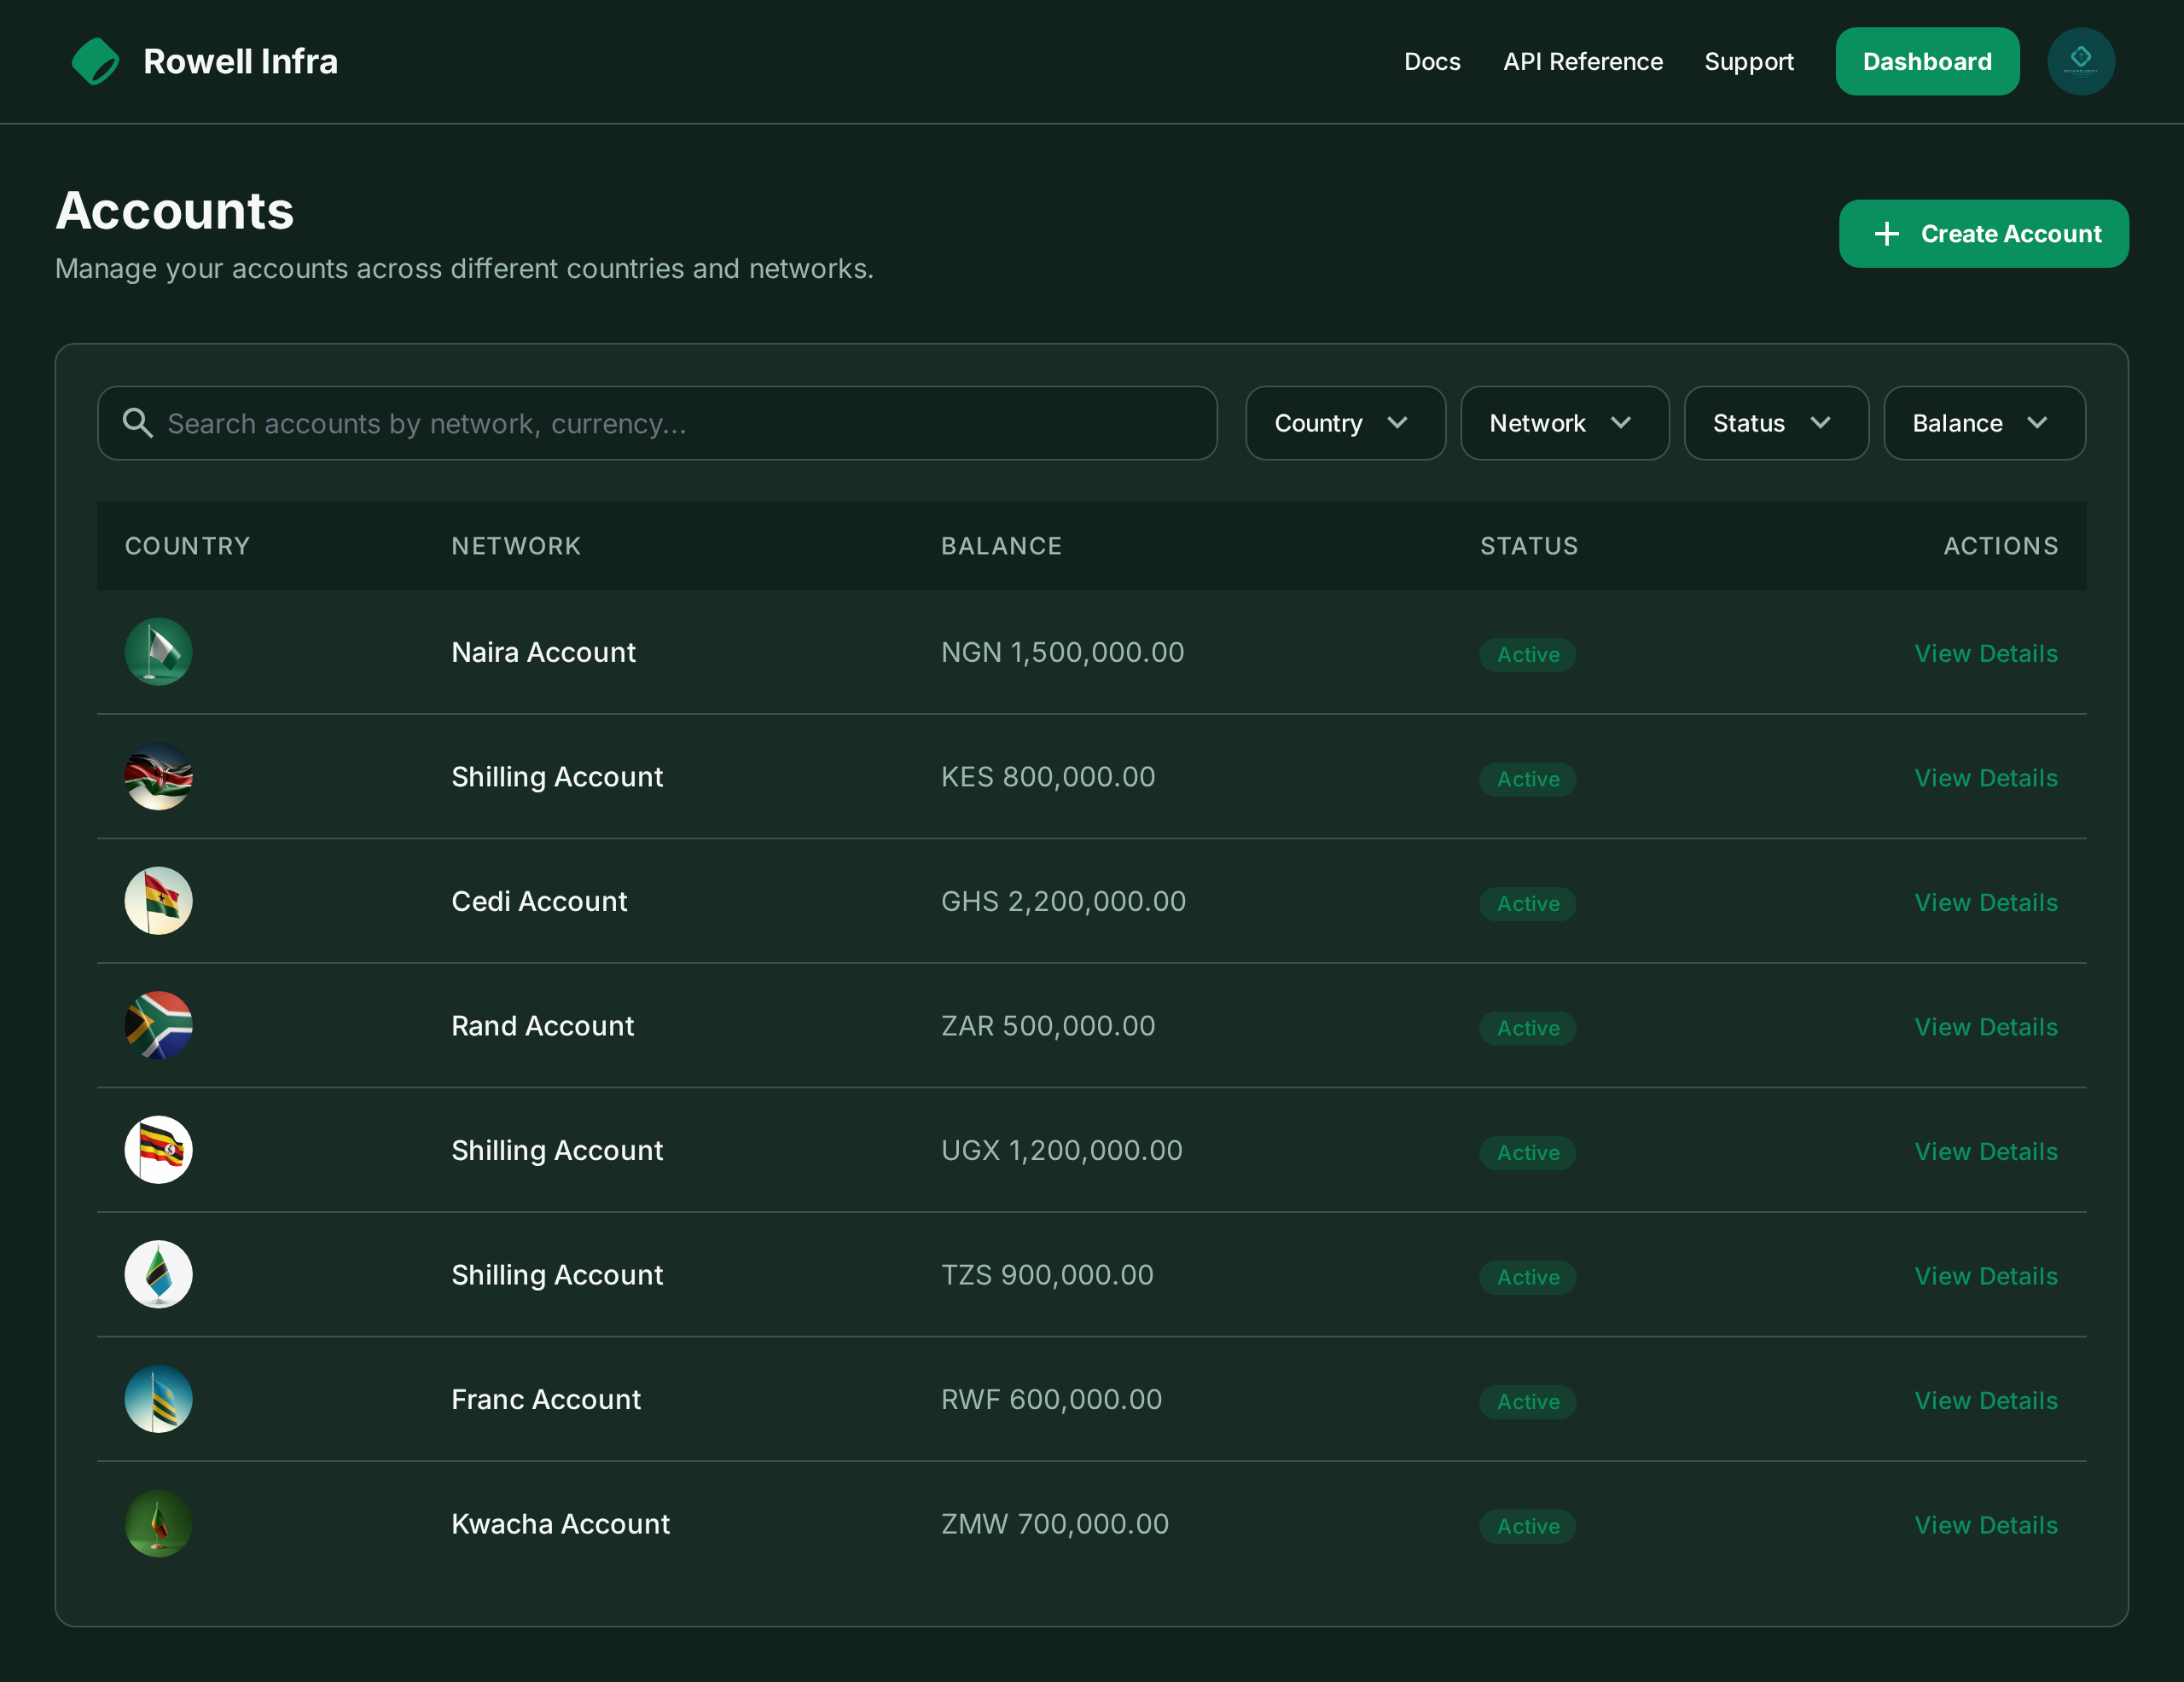 Rowell Infra
Docs API Reference Support Dashboard
Accounts
Manage your accounts across different countries and networks.
Create Account
Search accounts by network, currency...
Country Network Status Balance
COUNTRY NETWORK BALANCE STATUS ACTIONS
Naira Account NGN 1,500,000.00 Active View Details
Shilling Account KES 800,000.00 Active View Details
Cedi Account GHS 2,200,000.00 Active View Details
Rand Account ZAR 500,000.00 Active View Details
Shilling Account UGX 1,200,000.00 Active View Details
Shilling Account TZS 900,000.00 Active View Details
Franc Account RWF 600,000.00 Active View Details
Kwacha Account ZMW 700,000.00 Active View Details